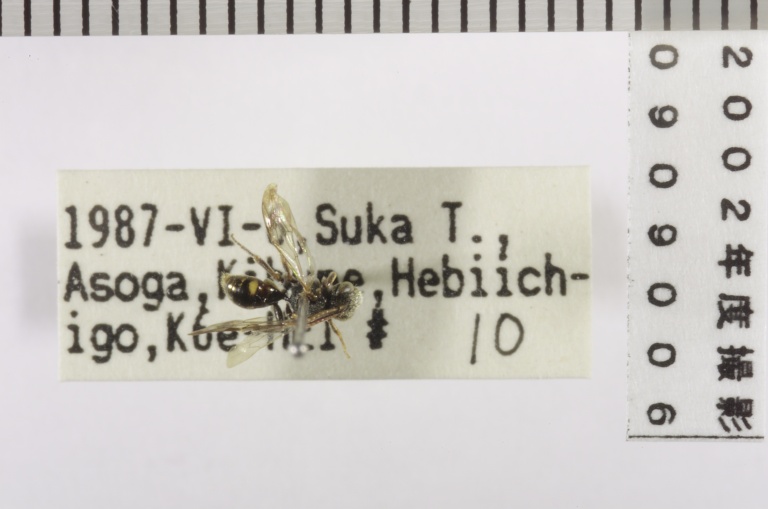 1987-VI- Suka T.,
Asoga, Hebiich-
igo, # 10
2002年度撮影
0909006